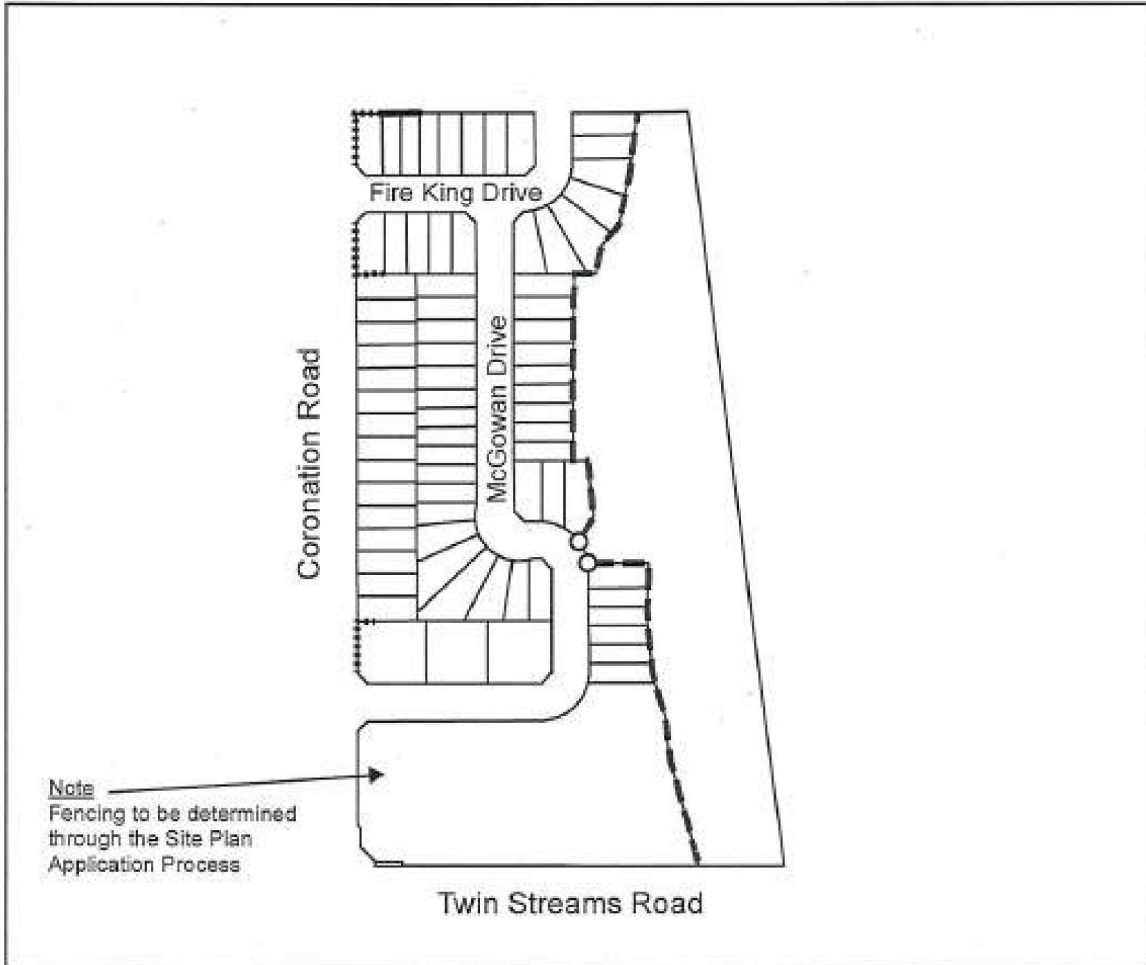 Fire King Drive
McGowan Drive
Coronation Road
Note
Fencing to be determined
through the Site Plan
Application Process
Twin Streams Road